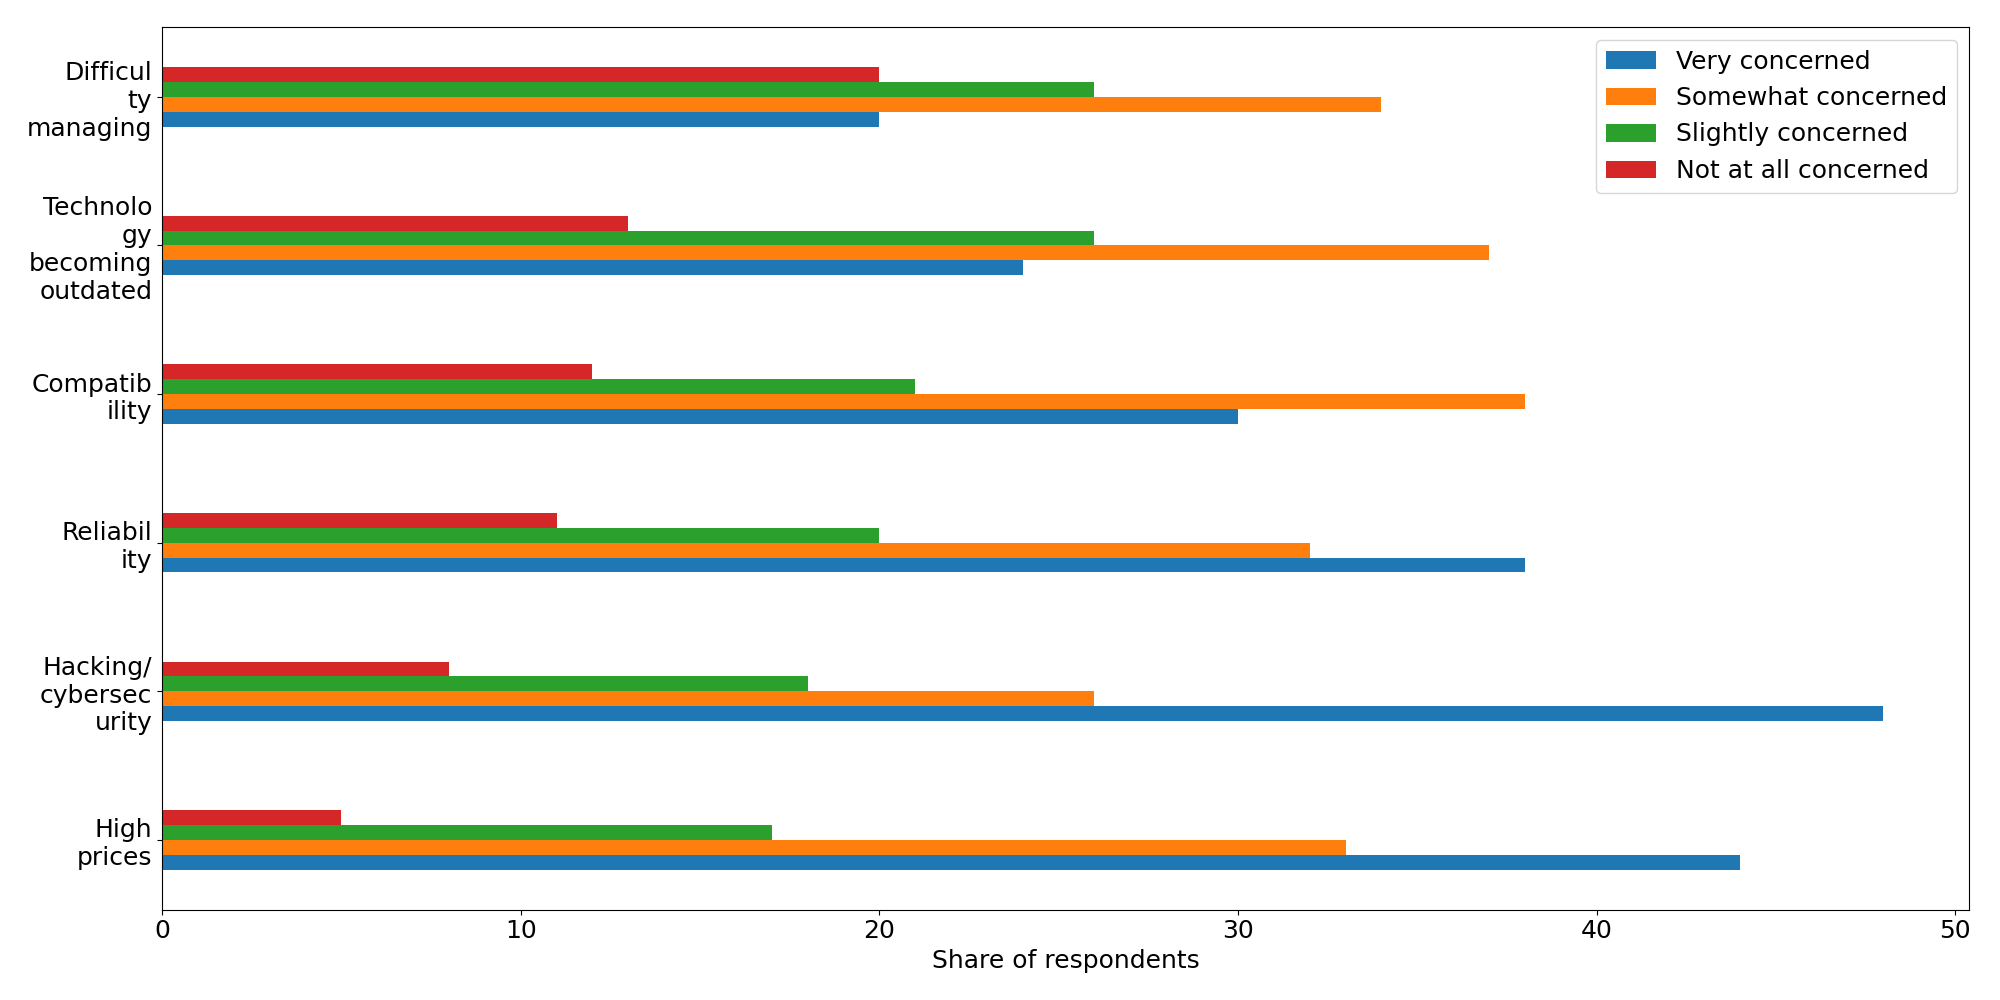 Difficul
ty
managing
Technolo
gy
becoming
outdated
Compatib
ility
Reliabil
ity
Hacking/
cybersec
urity
High
prices
Very concerned
Somewhat concerned
Slightly concerned
Not at all concerned
0 10 20 30 40 50
Share of respondents